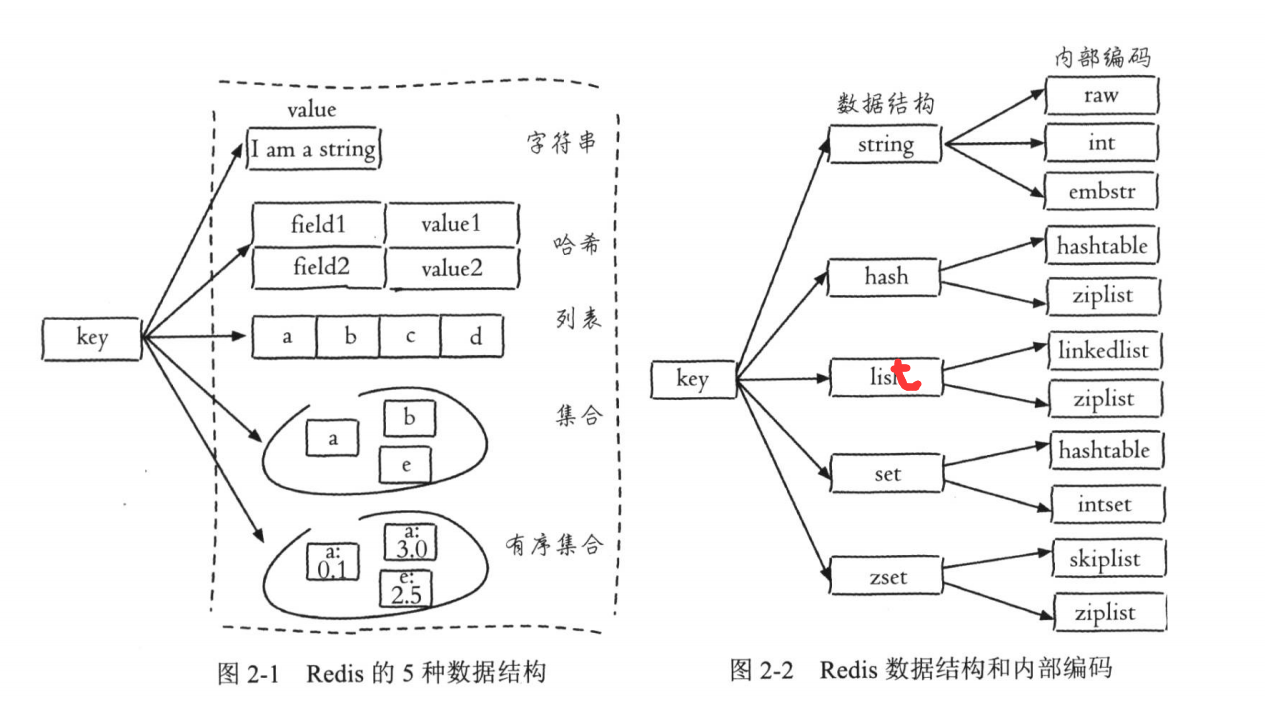 value
I am a string
字符串
field1 value1
field2 value2
哈希
key
a b c d
列表
a b e
集合
a: 0.1
a: 3.0
e: 2.5
有序集合
图 2-1 Redis 的 5 种数据结构
数据结构
内部编码
key
string
raw
int
embstr
hash
hashtable
ziplist
list
linkedlist
ziplist
set
hashtable
intset
zset
skiplist
ziplist
图 2-2 Redis 数据结构和内部编码